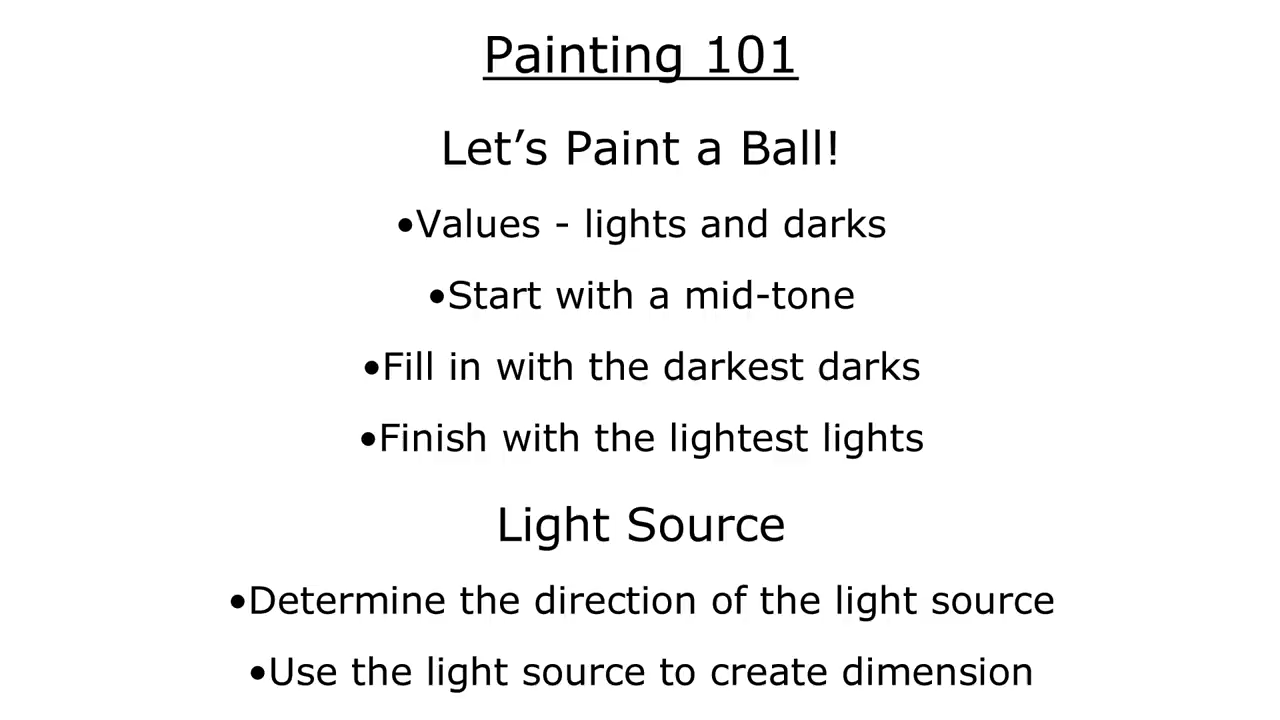 Painting 101
Let’s Paint a Ball!
•Values - lights and darks
•Start with a mid-tone
•Fill in with the darkest darks
•Finish with the lightest lights
Light Source
•Determine the direction of the light source
•Use the light source to create dimension